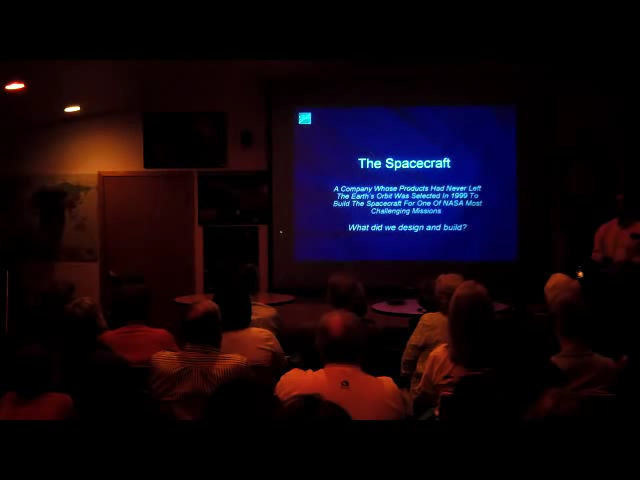 The Spacecraft
A Company Whose Products Had Never Left
The Earth's Orbit Was Selected In 1999 To
Build The Spacecraft For One Of NASA Most
Challenging Missions
What did we design and build?